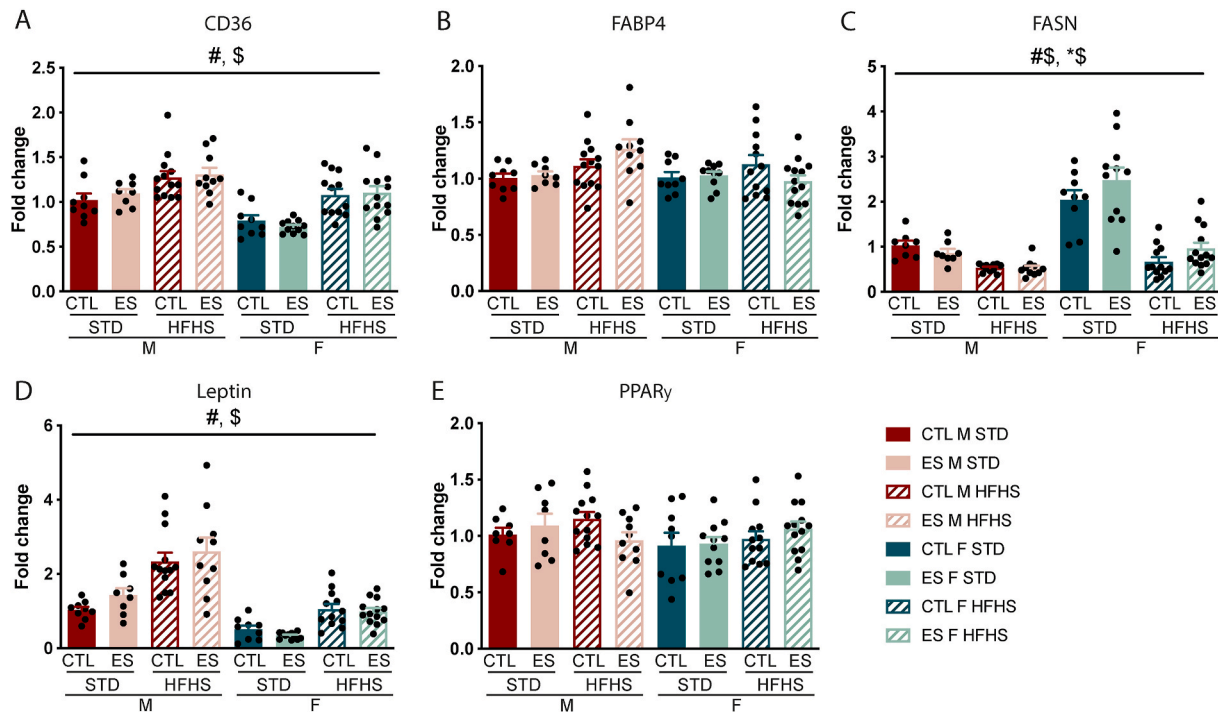 A
CD36
#, $
Fold change
2.5
2.0
1.5
1.0
0.5
0.0
CTL ES CTL ES CTL ES CTL ES
STD HFHS STD HFHS
M F
B
FABP4
Fold change
2.0
1.5
1.0
0.5
0.0
CTL ES CTL ES CTL ES CTL ES
STD HFHS STD HFHS
M F
C
FASN
#$, *$
Fold change
5
4
3
2
1
0
CTL ES CTL ES CTL ES CTL ES
STD HFHS STD HFHS
M F
D
Leptin
#, $
Fold change
6
4
2
0
CTL ES CTL ES CTL ES CTL ES
STD HFHS STD HFHS
M F
E
PPARγ
Fold change
2.0
1.5
1.0
0.5
0.0
CTL ES CTL ES CTL ES CTL ES
STD HFHS STD HFHS
M F
CTL M STD
ES M STD
CTL M HFHS
ES M HFHS
CTL F STD
ES F STD
CTL F HFHS
ES F HFHS